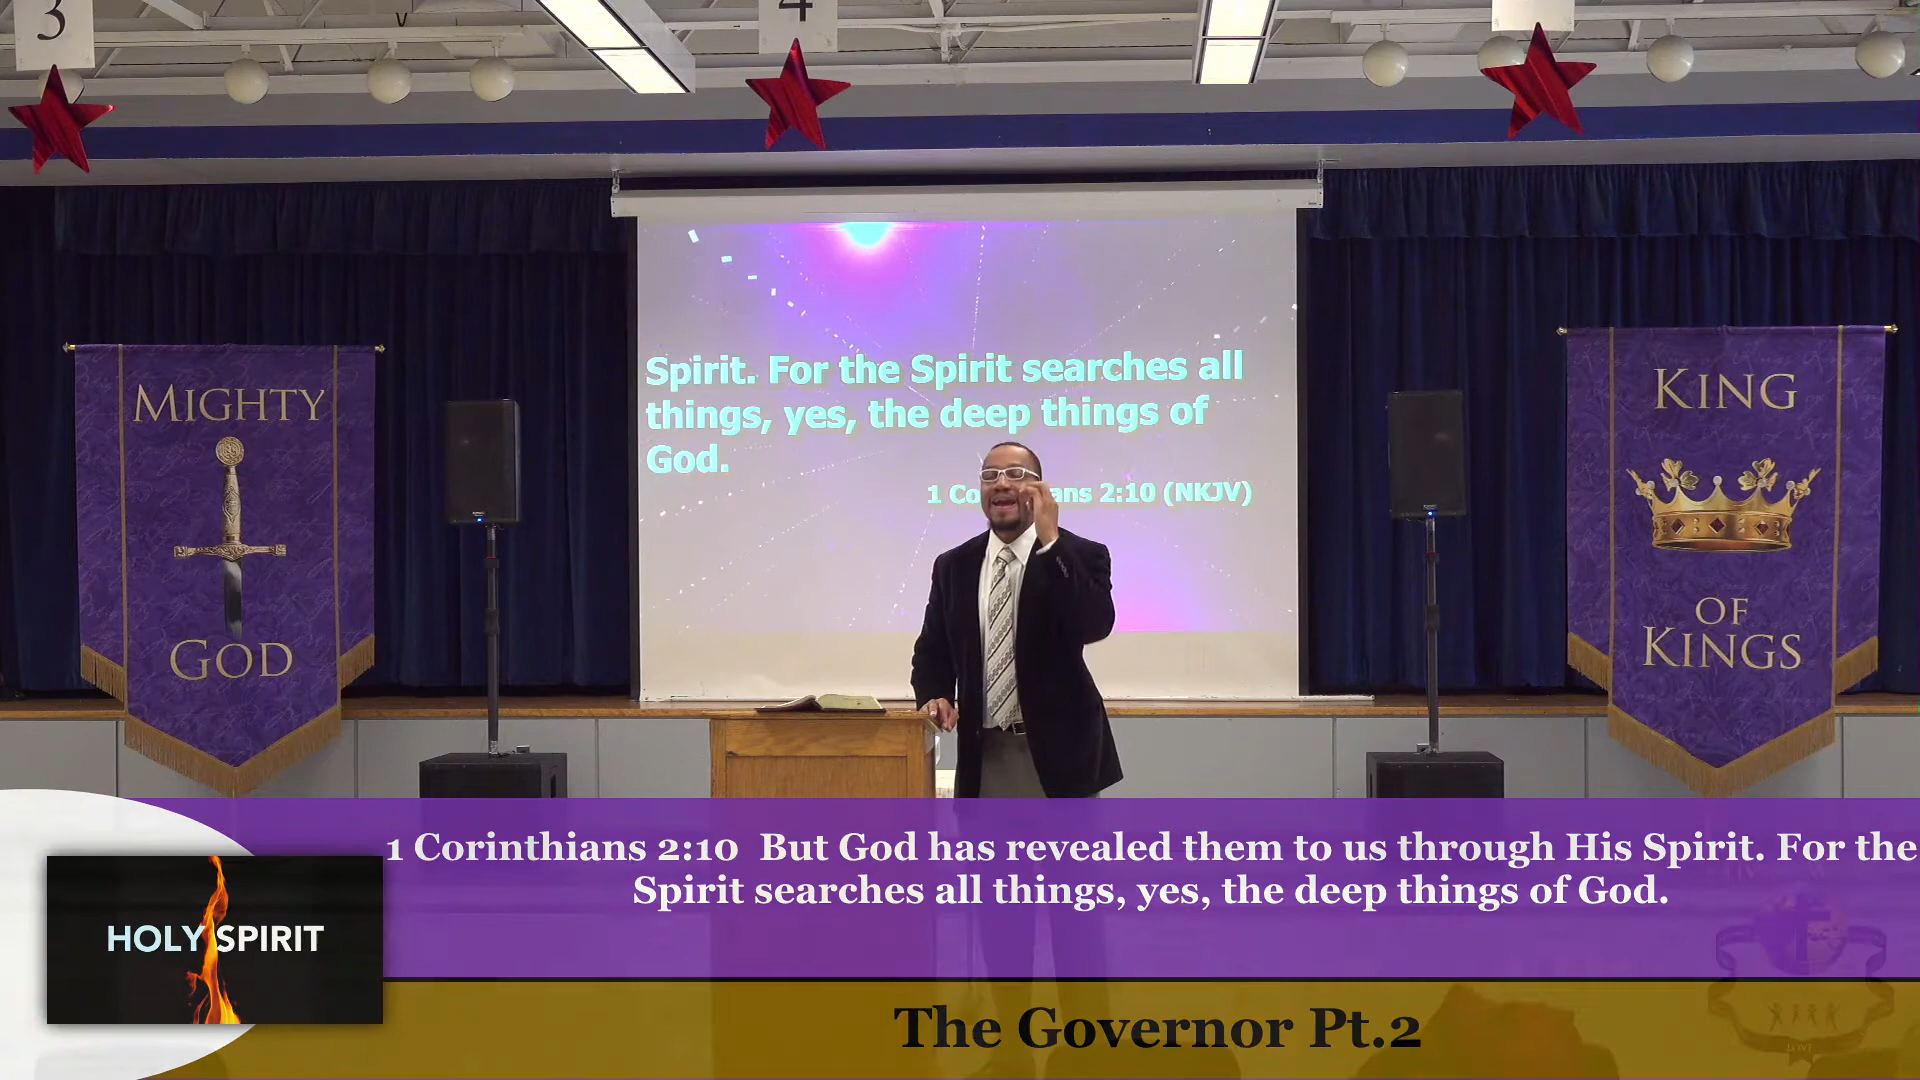 3
4
Spirit. For the Spirit searches all
things, yes, the deep things of
God.
1 Co ans 2:10 (NKJV)
MIGHTY
GOD
KING
OF
KINGS
1 Corinthians 2:10 But God has revealed them to us through His Spirit. For the
Spirit searches all things, yes, the deep things of God.
HOLY SPIRIT
The Governor Pt.2